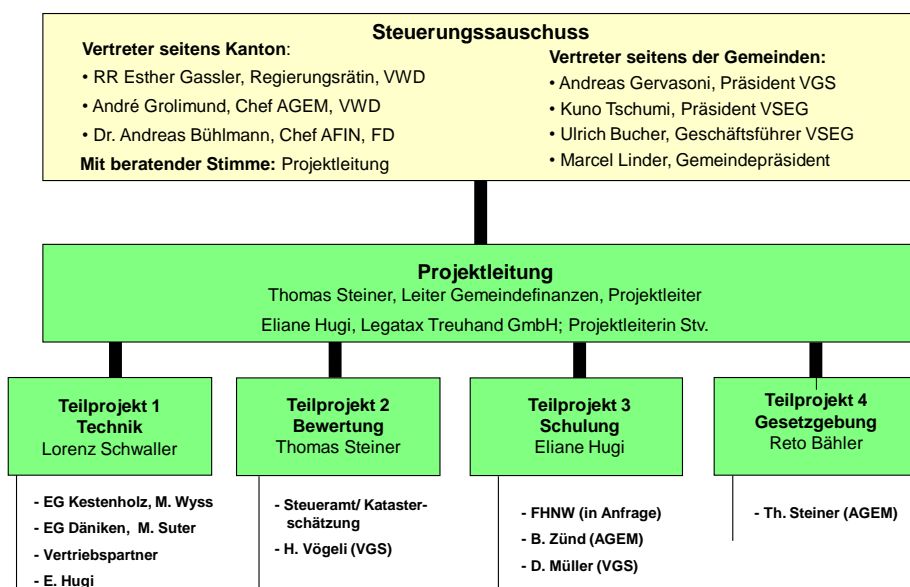 Steuerungssauschuss
Vertreter seitens Kanton:
• RR Esther Gassler, Regierungsrätin, VWD
• André Grolimund, Chef AGEM, VWD
• Dr. Andreas Bühlmann, Chef AFIN, FD
Mit beratender Stimme: Projektleitung
Vertreter seitens der Gemeinden:
• Andreas Gervasoni, Präsident VGS
• Kuno Tschumi, Präsident VSEG
• Ulrich Bucher, Geschäftsführer VSEG
• Marcel Linder, Gemeindepräsident
Projektleitung
Thomas Steiner, Leiter Gemeindefinanzen, Projektleiter
Eliane Hugi, Legatax Treuhand GmbH; Projektleiterin Stv.
Teilprojekt 1
Technik
Lorenz Schwaller
- EG Kestenholz, M. Wyss
- EG Däniken, M. Suter
- Vertriebspartner
- E. Hugi
Teilprojekt 2
Bewertung
Thomas Steiner
- Steueramt/ Kataster-
schätzung
- H. Vögeli (VGS)
Teilprojekt 3
Schulung
Eliane Hugi
- FHNW (in Anfrage)
- B. Zünd (AGEM)
- D. Müller (VGS)
Teilprojekt 4
Gesetzgebung
Reto Bähler
- Th. Steiner (AGEM)